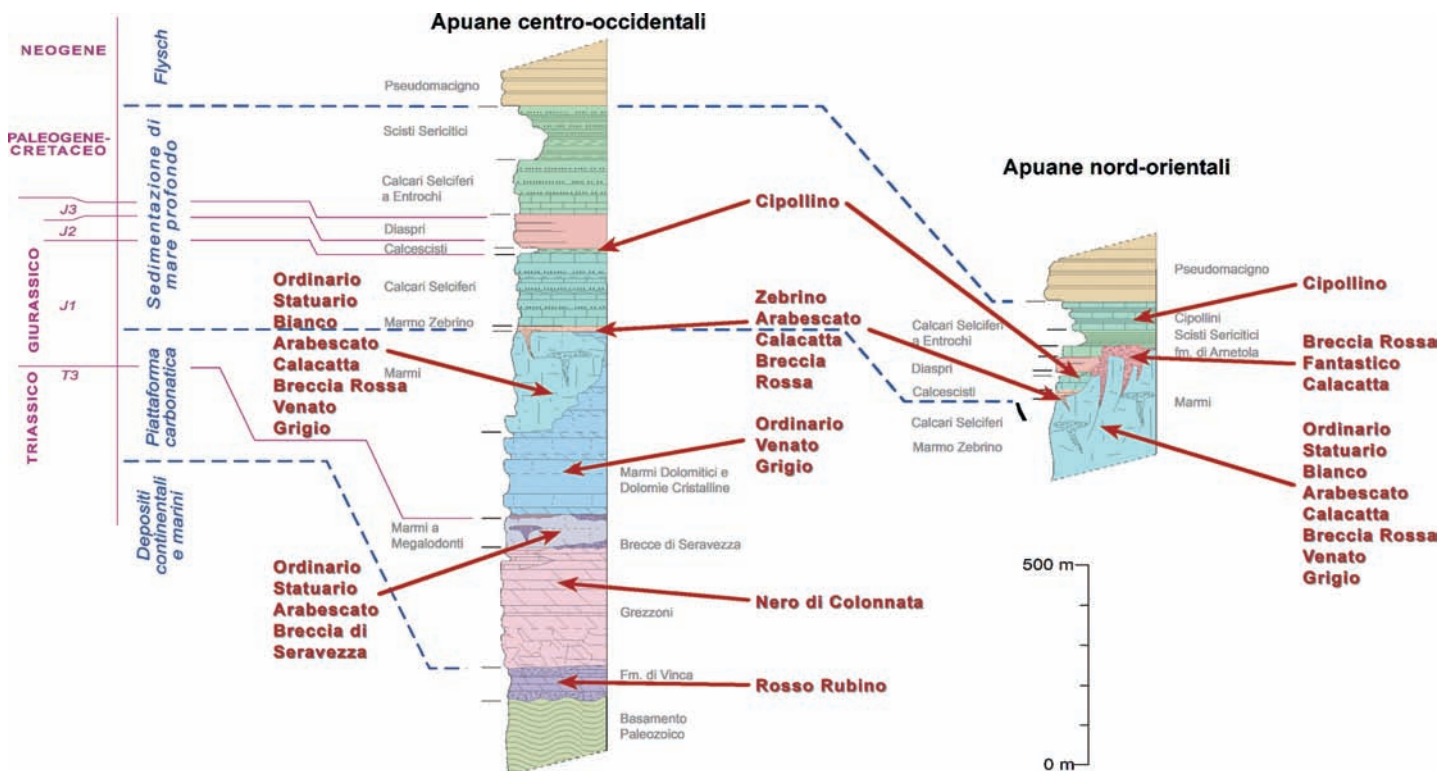 Apuane centro-occidentali
NEOGENE
PALEOGENE-
CRETACEO
GIURASSICO
J3
J2
J1
TRIASSICO
T3
Flysch
Sedimentazione di
mare profondo
Piattaforma
carbonatica
Depositi
continentali
e marini
Pseudomacigno
Scisti Sericitici
Calcari Selciferi
a Entrochi
Diaspri
Calcescisti
Calcari Selciferi
Marmo Zebrino
Marmi
Marmi a
Megalodonti
Ordinario
Statuario
Bianco
Arabescato
Calacatta
Breccia Rossa
Venato
Grigio
Ordinario
Statuario
Arabescato
Breccia di
Seravezza
Marmi Dolomitici e
Dolomie Cristalline
Brecce di Seravezza
Grezzoni
Fm. di Vinca
Basamento
Paleozoico
Cipollino
Zebrino
Arabescato
Calacatta
Breccia
Rossa
Ordinario
Venato
Grigio
Nero di Colonnata
Rosso Rubino
Apuane nord-orientali
Calcari Selciferi
a Entrochi
Diaspri
Calcescisti
Calcari Selciferi
Marmo Zebrino
Pseudomacigno
Cipollini
Scisti Sericitici
fm. di Arnetola
Marmi
Cipollino
Breccia Rossa
Fantastico
Calacatta
Ordinario
Statuario
Bianco
Arabescato
Calacatta
Breccia Rossa
Venato
Grigio
500 m
0 m